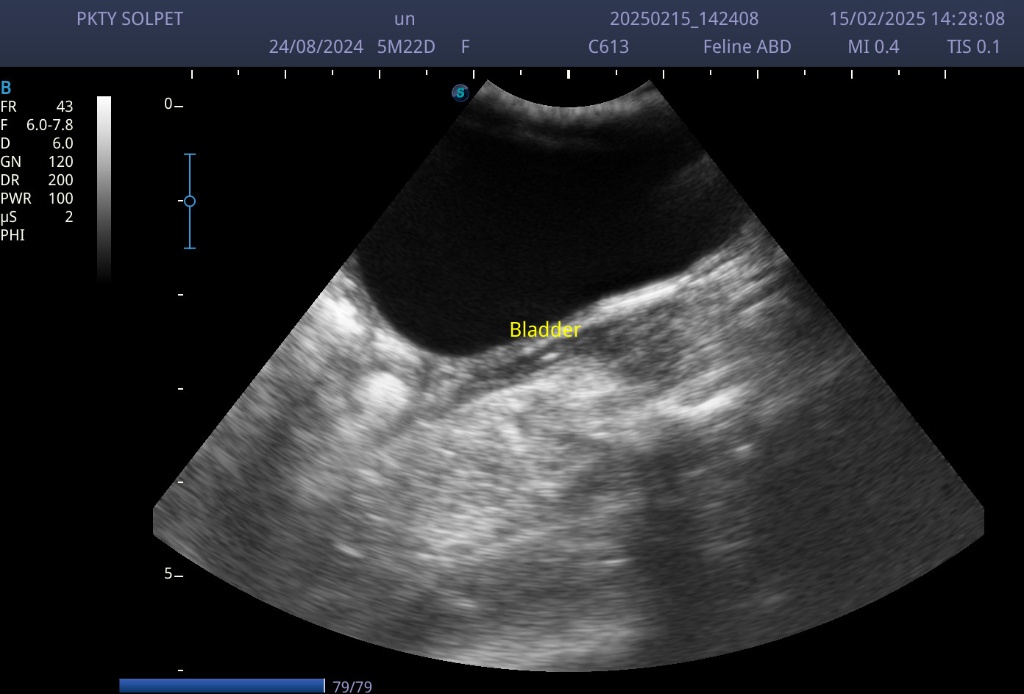 PKTY SOLPET un 20250215_142408 15/02/2025 14:28:08
24/08/2024 5M22D F C613 Feline ABD MI 0.4 TIS 0.1
B
FR 43
F 6.0-7.8
D 6.0
GN 120
DR 200
PWR 100
µS 2
PHI
S
0
Bladder
5
79/79